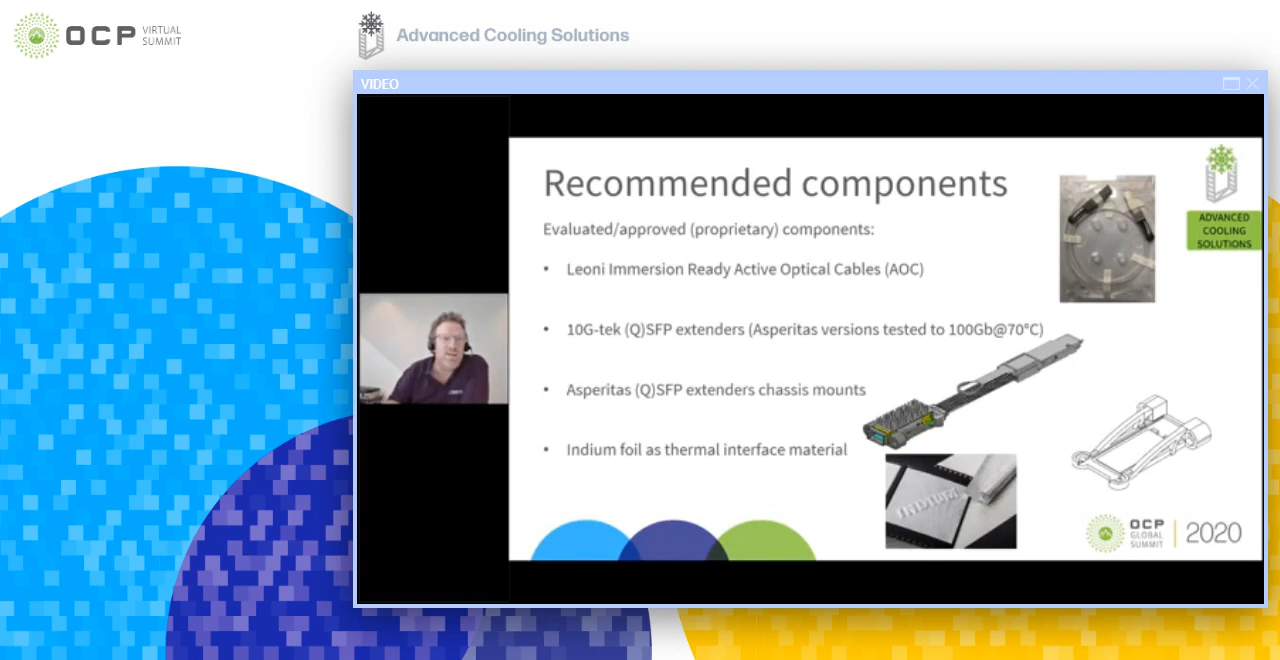 OCP VIRTUAL SUMMIT
Advanced Cooling Solutions
VIDEO
Recommended components
ADVANCED
COOLING
SOLUTIONS
Evaluated/approved (proprietary) components:
• Leoni Immersion Ready Active Optical Cables (AOC)
• 10G-tek (Q)SFP extenders (Asperitas versions tested to 100Gb@70°C)
• Asperitas (Q)SFP extenders chassis mounts
• Indium foil as thermal interface material
INDIUM
OCP
GLOBAL
SUMMIT
2020